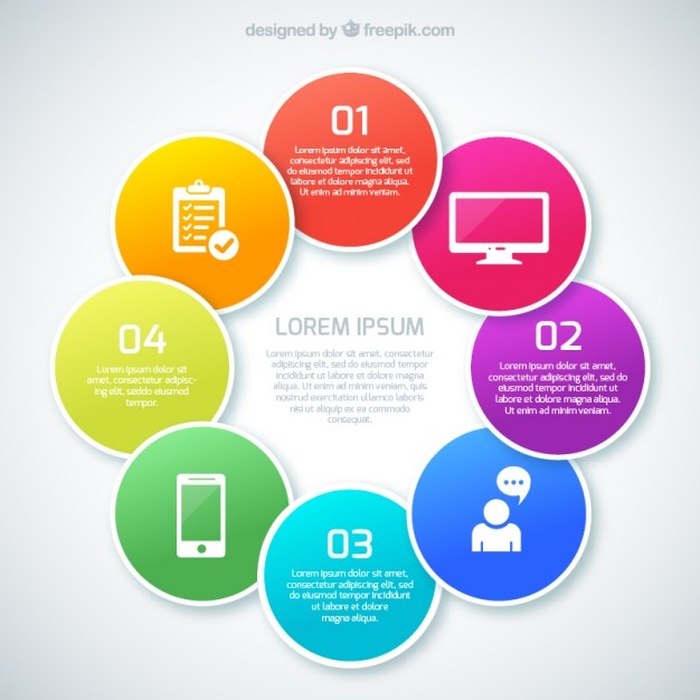 designed by freepik.com
01
Lorem ipsum dolor sit amet,
consectetur adipiscing elit, sed
do eiusmod tempor incididunt ut
labore et dolore magna aliqua.
Ut enim ad minim veniam.
02
Lorem ipsum dolor sit amet,
consectetur adipiscing elit, sed do
eiusmod tempor incididunt ut
labore et dolore magna aliqua.
Ut enim ad minim veniam.
03
Lorem ipsum dolor sit amet,
consectetur adipiscing elit, sed
do eiusmod tempor incididunt
ut labore et dolore
magna aliqua.
04
Lorem ipsum dolor sit
amet, consectetur adipisc-
ing elit, seddo eiusmod
tempor.
LOREM IPSUM
Lorem ipsum dolor sit amet, consectetur
adipiscing elit, sed do eiusmod
tempor incididunt ut labore et dolore
magna aliqua. Ut enim ad minim
veniam, quis nostrud exercitation
ullamco laboris
nisi ut aliquip ex ea commodo
consequat.